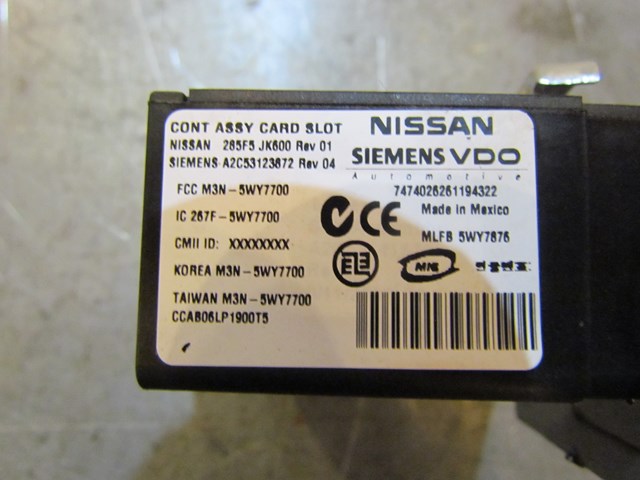 CONT ASSY CARD SLOT
NISSAN 285F5 JK600 Rev 01
SIEMENS A2C53123872 Rev 04
FCC M3N-5WY7700
IC 267F-5WY7700
CMII ID: XXXXXXXX
KOREA M3N-5WY7700
TAIWAN M3N-5WY7700
CCAB06LP1900T5
NISSAN
SIEMENS VDO
Automotive
7474026261194322
Made in Mexico
CE
MLFB 5WY7876